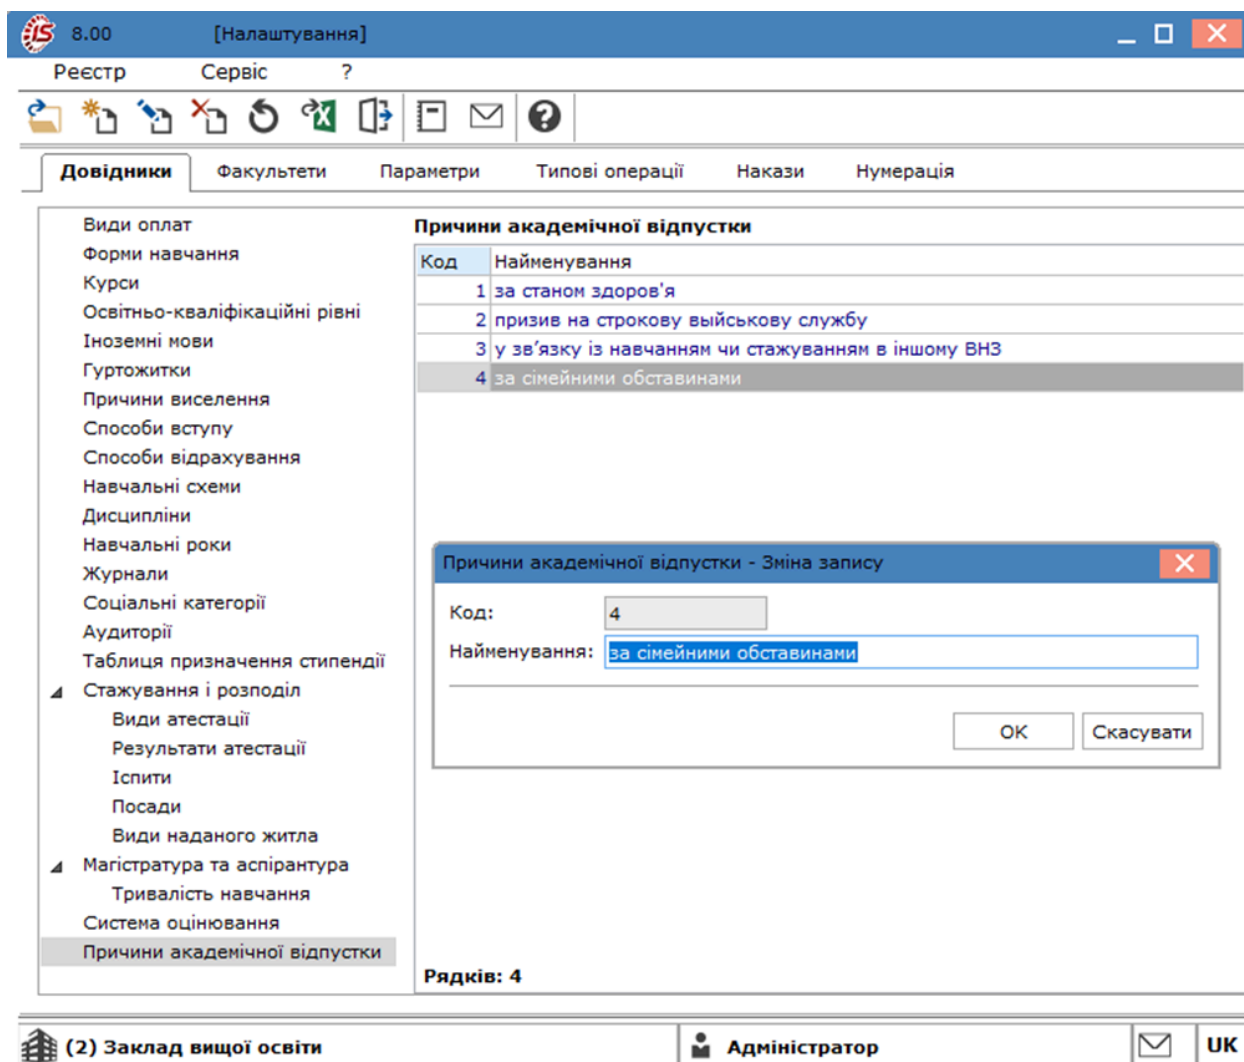 8.00 [Налаштування]
Реєстр Сервіс ?
Довідники Факультети Параметри Типові операції Накази Нумерація
Види оплат
Форми навчання
Курси
Освітньо-кваліфікаційні рівні
Іноземні мови
Гуртожитки
Причини виселення
Способи вступу
Способи відрахування
Навчальні схеми
Дисципліни
Навчальні роки
Журнали
Соціальні категорії
Аудиторії
Таблиця призначення стипендії
Стажування і розподіл
Види атестації
Результати атестації
Іспити
Посади
Види наданого житла
Магістратура та аспірантура
Тривалість навчання
Система оцінювання
Причини академічної відпустки
Причини академічної відпустки
Код Найменування
1 за станом здоров'я
2 призив на строкову выйськову службу
3 у зв’язку із навчанням чи стажуванням в іншому ВНЗ
4 за сімейними обставинами
Причини академічної відпустки - Зміна запису
Код: 4
Найменування: за сімейними обставинами
OK Скасувати
Рядків: 4
(2) Заклад вищої освіти Адміністратор UK